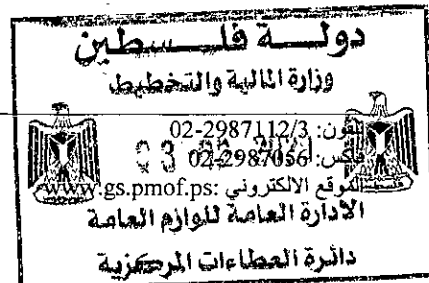 دولة فلسطين
وزارة المالية والتخطيط
تلفون: 02-2987112/3
فاكس: 02-2987056
الموقع الالكتروني: www.gs.pmof.ps
الادارة العامة للوازم العامة
دائرة العطاءات المركزية